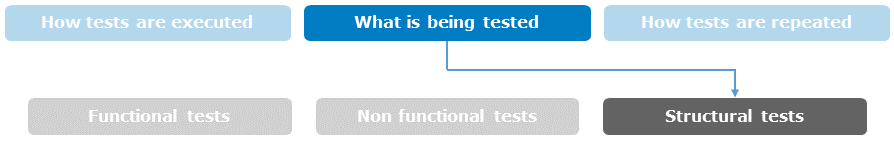 How tests are executed
What is being tested
How tests are repeated
Functional tests
Non functional tests
Structural tests